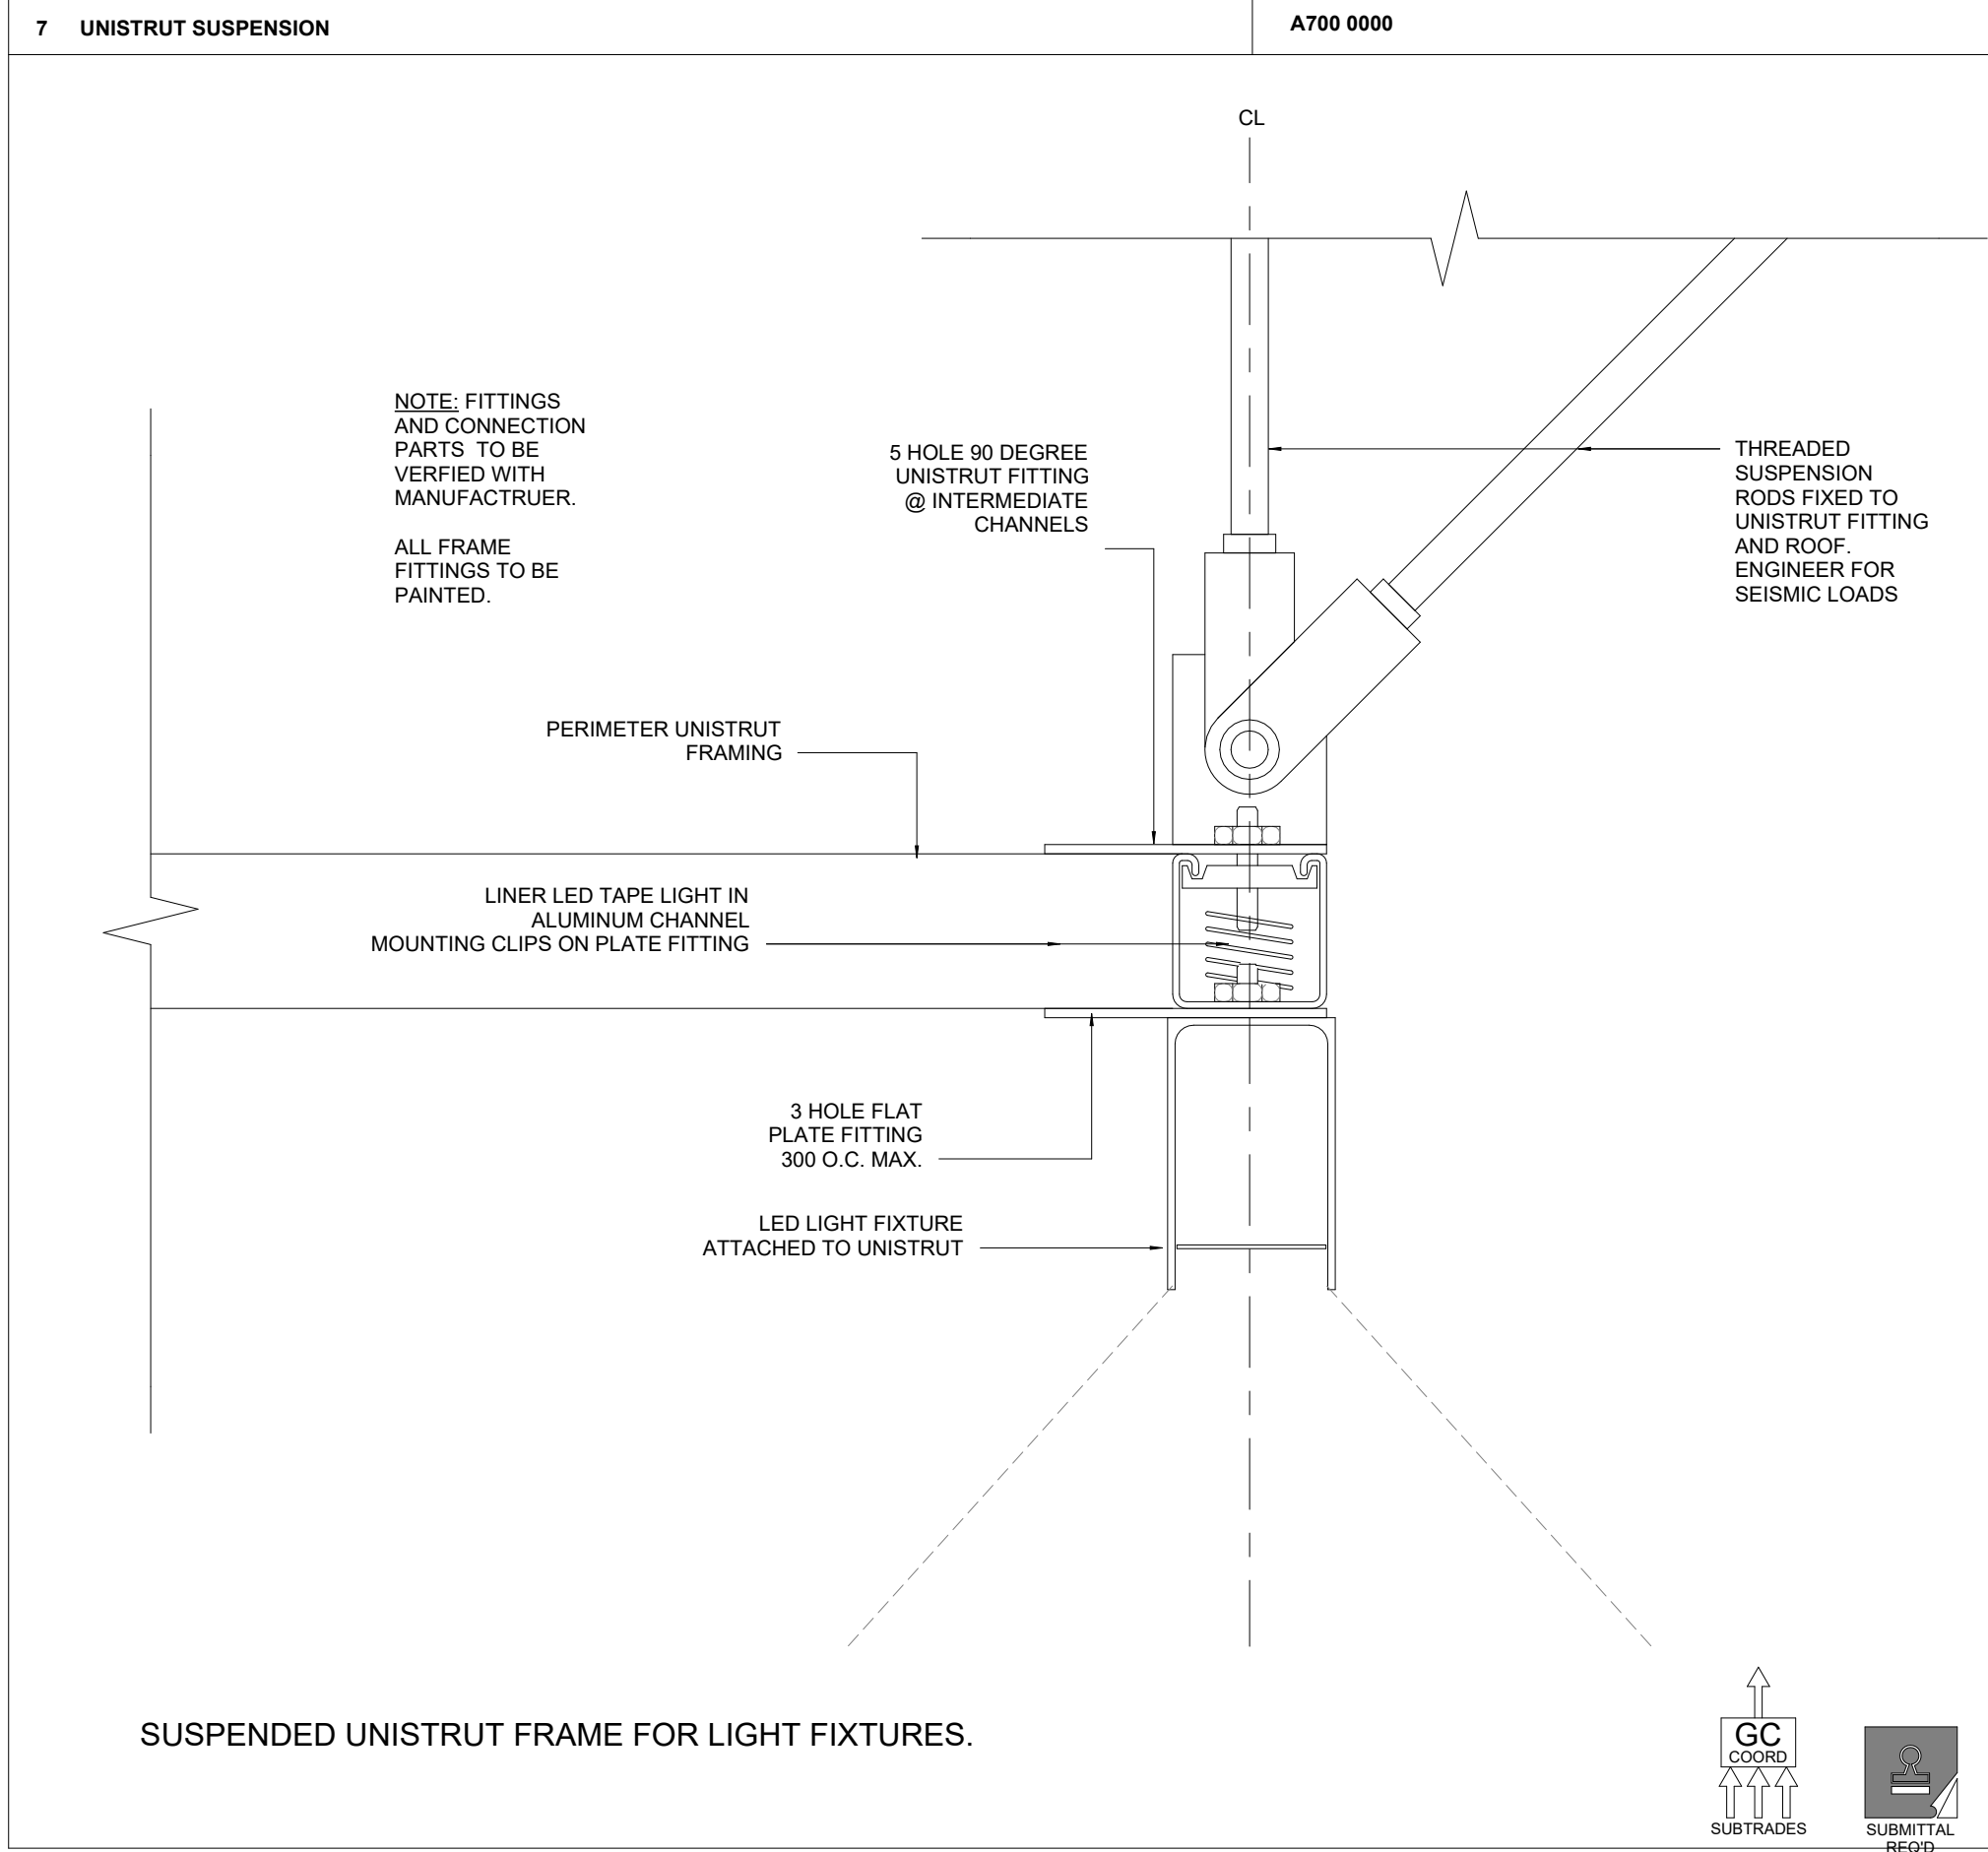 7 UNISTRUT SUSPENSION
A700 0000
CL
NOTE: FITTINGS
AND CONNECTION
PARTS TO BE
VERFIED WITH
MANUFACTRUER.
ALL FRAME
FITTINGS TO BE
PAINTED.
5 HOLE 90 DEGREE
UNISTRUT FITTING
@ INTERMEDIATE
CHANNELS
THREADED
SUSPENSION
RODS FIXED TO
UNISTRUT FITTING
AND ROOF.
ENGINEER FOR
SEISMIC LOADS
PERIMETER UNISTRUT
FRAMING
LINER LED TAPE LIGHT IN
ALUMINUM CHANNEL
MOUNTING CLIPS ON PLATE FITTING
3 HOLE FLAT
PLATE FITTING
300 O.C. MAX.
LED LIGHT FIXTURE
ATTACHED TO UNISTRUT
SUSPENDED UNISTRUT FRAME FOR LIGHT FIXTURES.
GC
COORD
SUBTRADES
SUBMITTAL
REQ'D